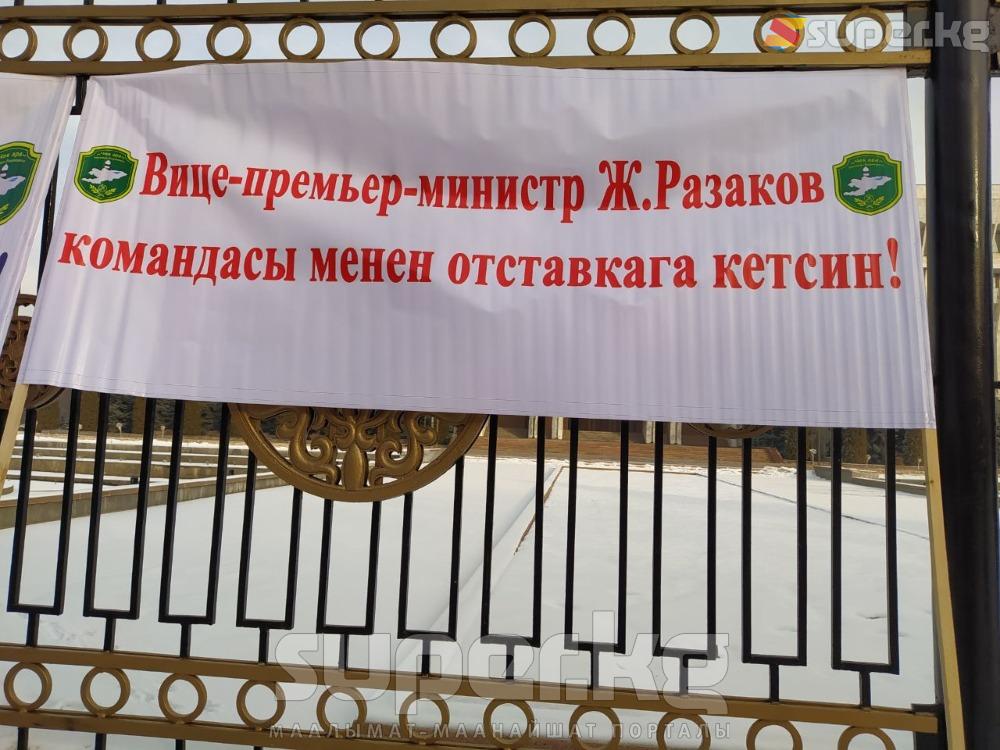 super.kg
Вице-премьер-министр Ж.Разаков
командасы менен отставкага кетсин!
super.kg
МААЛЫМАТ-МААНАЙШАТ ПОРТАЛЫ